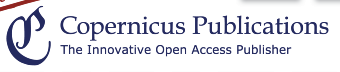 Copernicus Publications
The Innovative Open Access Publisher